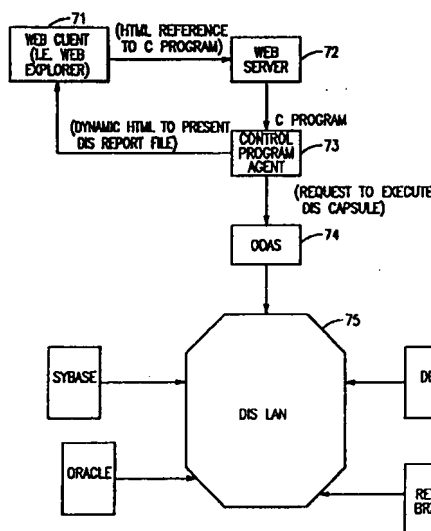 71
WEB CLIENT
(I.E. WEB
EXPLORER)
(HTML REFERENCE
TO C PROGRAM)
72
WEB
SERVER
C PROGRAM
(DYNAMIC HTML TO PRESENT
DIS REPORT FILE)
CONTROL
PROGRAM
AGENT
73
(REQUEST TO EXECUTE
DIS CAPSULE)
ODAS
74
75
SYBASE
DIS LAN
ORACLE